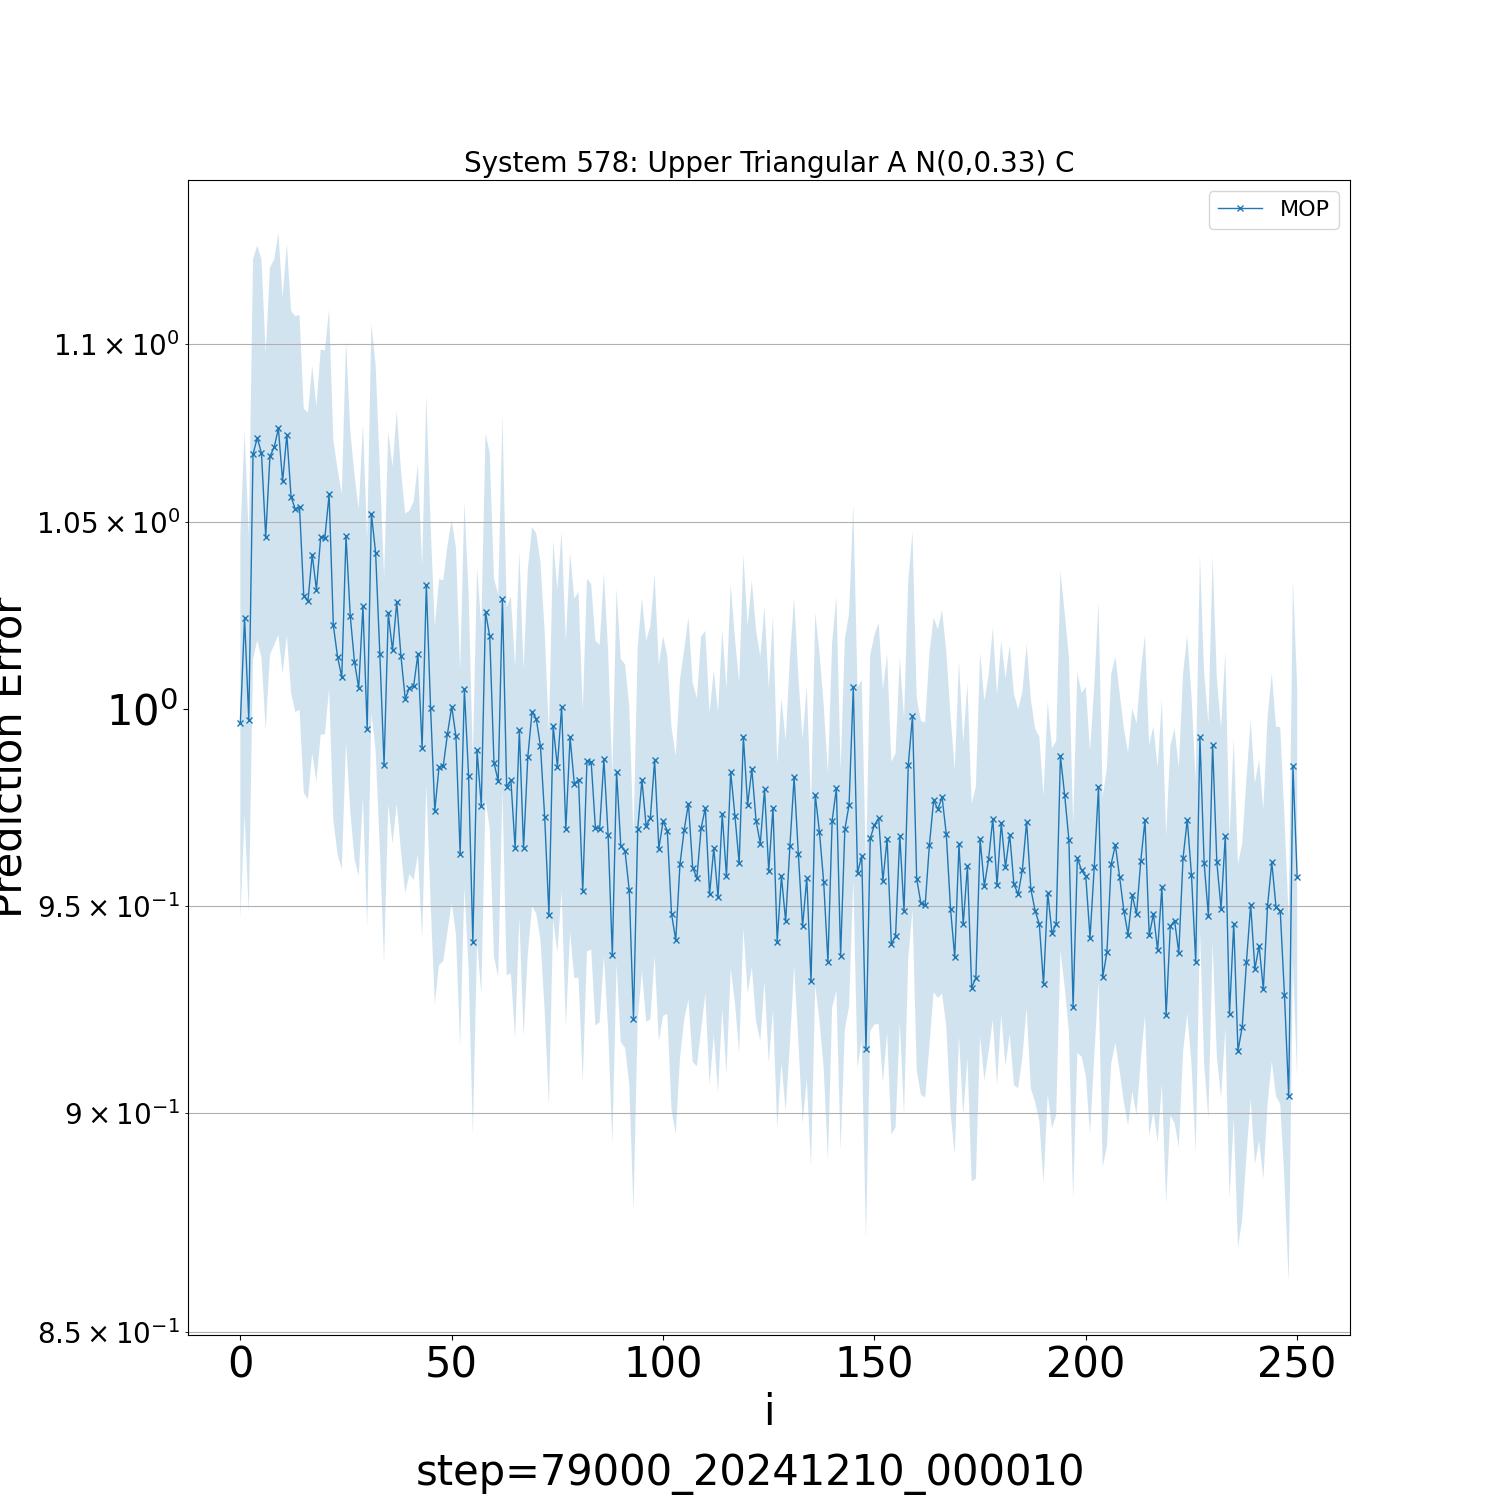 System 578: Upper Triangular A N(0,0.33) C
MOP
1.1 × 10⁰
1.05 × 10⁰
10⁰
9.5 × 10⁻¹
9 × 10⁻¹
8.5 × 10⁻¹
Prediction Error
0 50 100 150 200 250
i
step=79000_20241210_000010